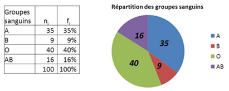 Groupes
sanguins nᵢ fᵢ
A 35 35%
B 9 9%
O 40 40%
AB 16 16%
100 100%
Répartition des groupes sanguins
16
35
40
9
A
B
O
AB